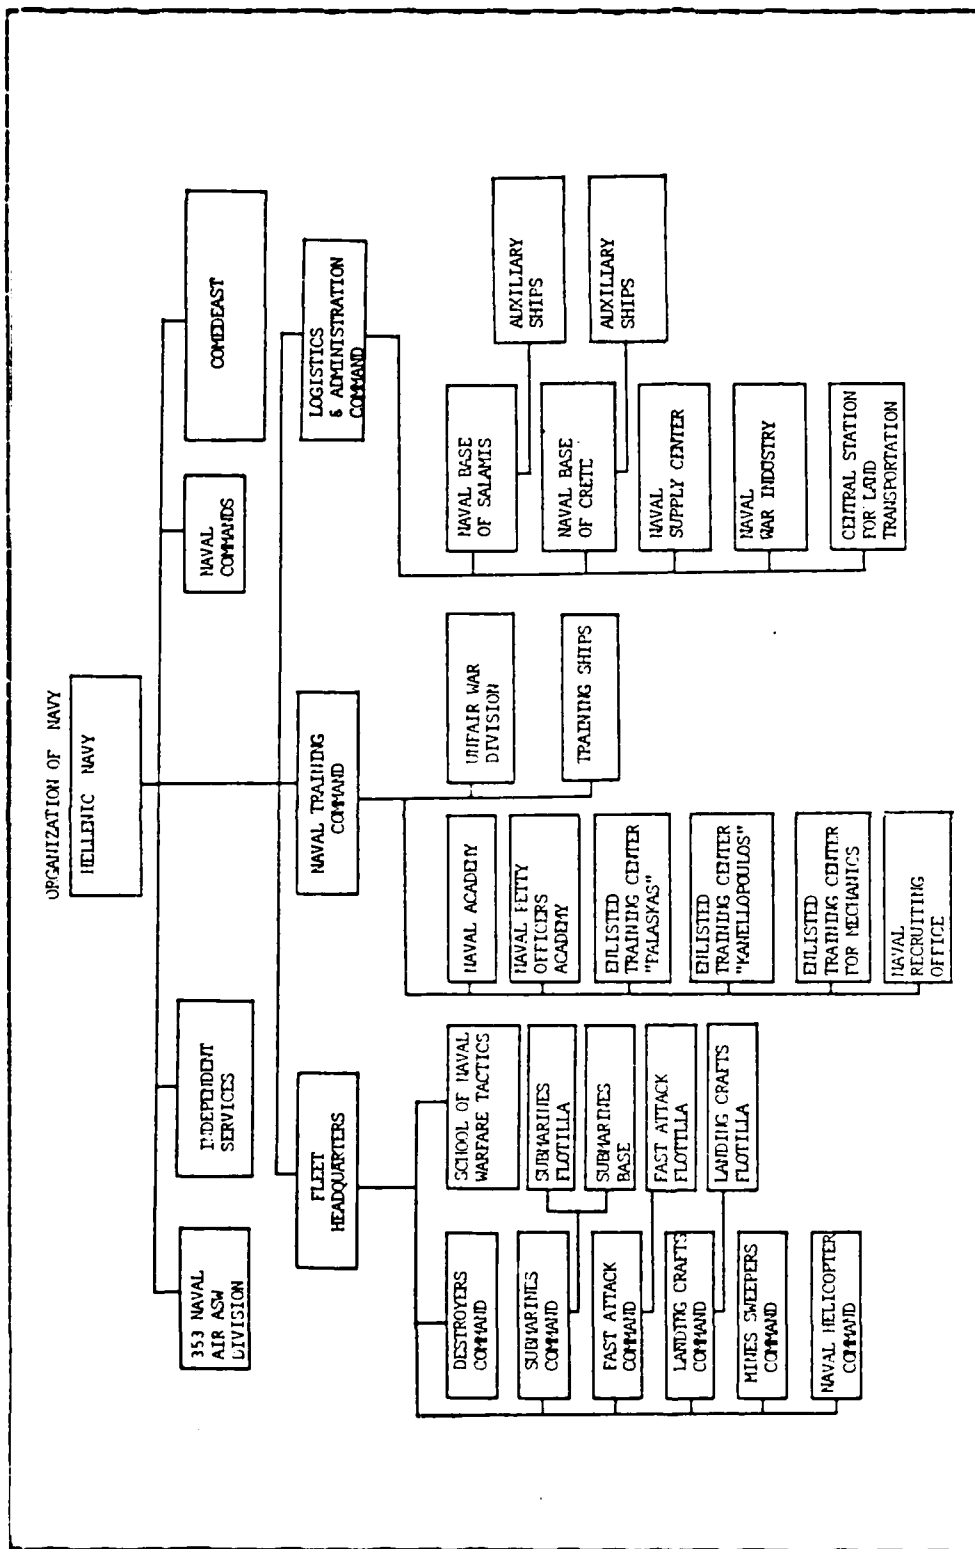 ORGANIZATION OF NAVY
HELLENIC NAVY
353 NAVAL
AIR ASW
DIVISION
INDEPENDENT
SERVICES
NAVAL
COMMANDS
COMEDEAST
FLEET
HEADQUARTERS
NAVAL TRAINING
COMMAND
LOGISTICS
& ADMINISTRATION
COMMAND
DESTROYERS
COMMAND
SUBMARINES
COMMAND
FAST ATTACK
COMMAND
LANDING CRAFTS
COMMAND
MINES SWEEPERS
COMMAND
NAVAL HELICOPTER
COMMAND
SCHOOL OF NAVAL
WARFARE TACTICS
SUBMARINES
FLOTILLA
SUBMARINES
BASE
FAST ATTACK
FLOTILLA
LANDING CRAFTS
FLOTILLA
NAVAL ACADEMY
NAVAL PETTY
OFFICERS
ACADEMY
ENLISTED
TRAINING CENTER
"PALASKAS"
ENLISTED
TRAINING CENTER
"KANELLOPOULOS"
ENLISTED
TRAINING CENTER
FOR MECHANICS
NAVAL
RECRUITING
OFFICE
UNFAIR WAR
DIVISION
TRAINING SHIPS
NAVAL BASE
OF SALAMIS
NAVAL BASE
OF CRETE
NAVAL
SUPPLY CENTER
NAVAL
WAR INDUSTRY
CENTRAL STATION
FOR LAND
TRANSPORTATION
AUXILIARY
SHIPS
AUXILIARY
SHIPS